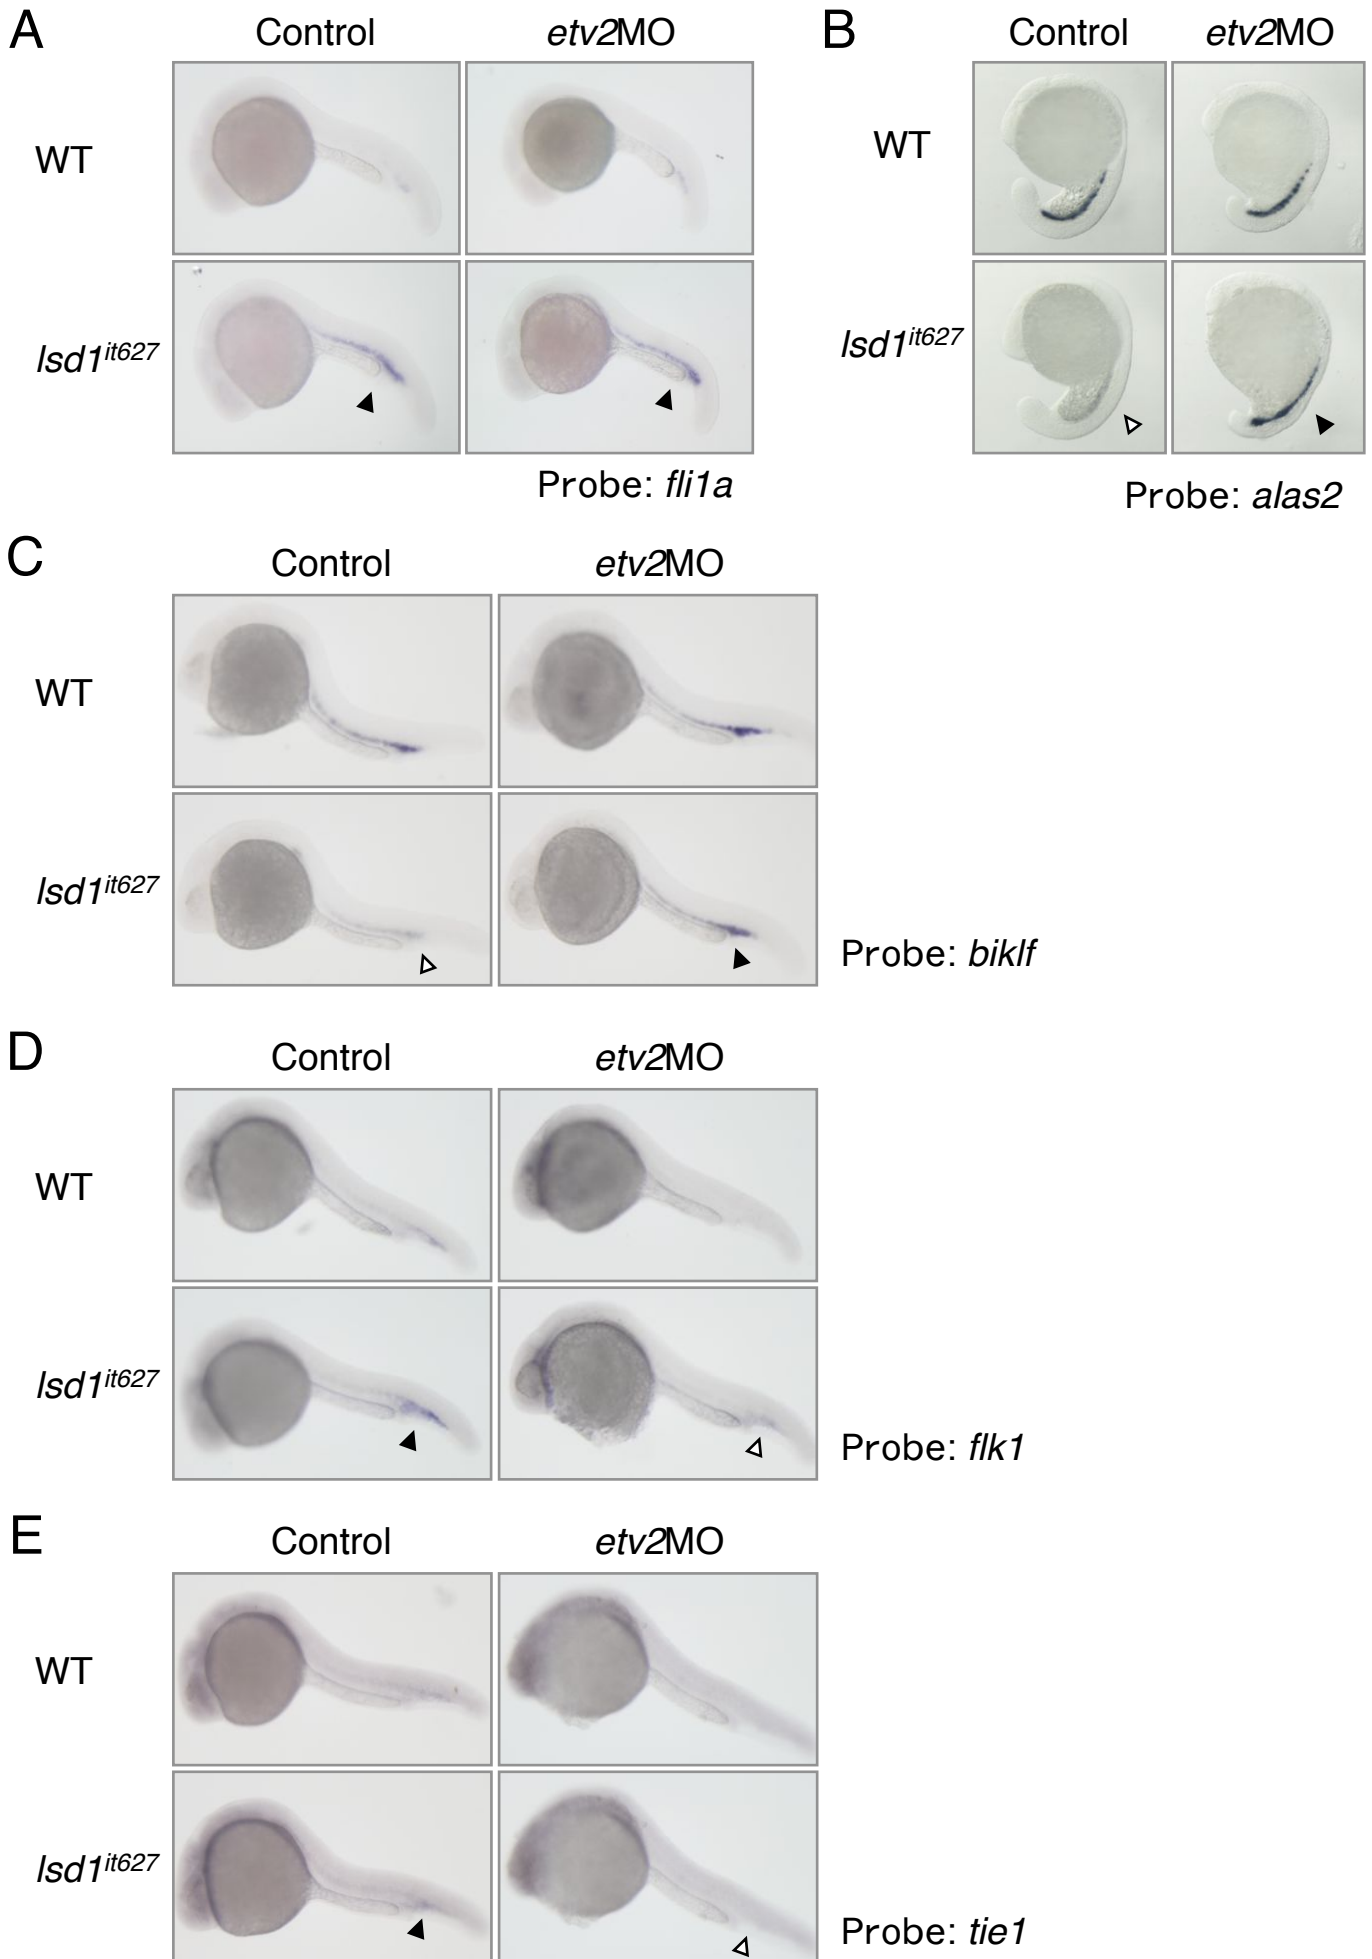 A
Control etv2MO
WT
lsd1it627
Probe: fli1a
B
Control etv2MO
WT
lsd1it627
Probe: alas2
C
Control etv2MO
WT
lsd1it627
Probe: biklf
D
Control etv2MO
WT
lsd1it627
Probe: flk1
E
Control etv2MO
WT
lsd1it627
Probe: tie1